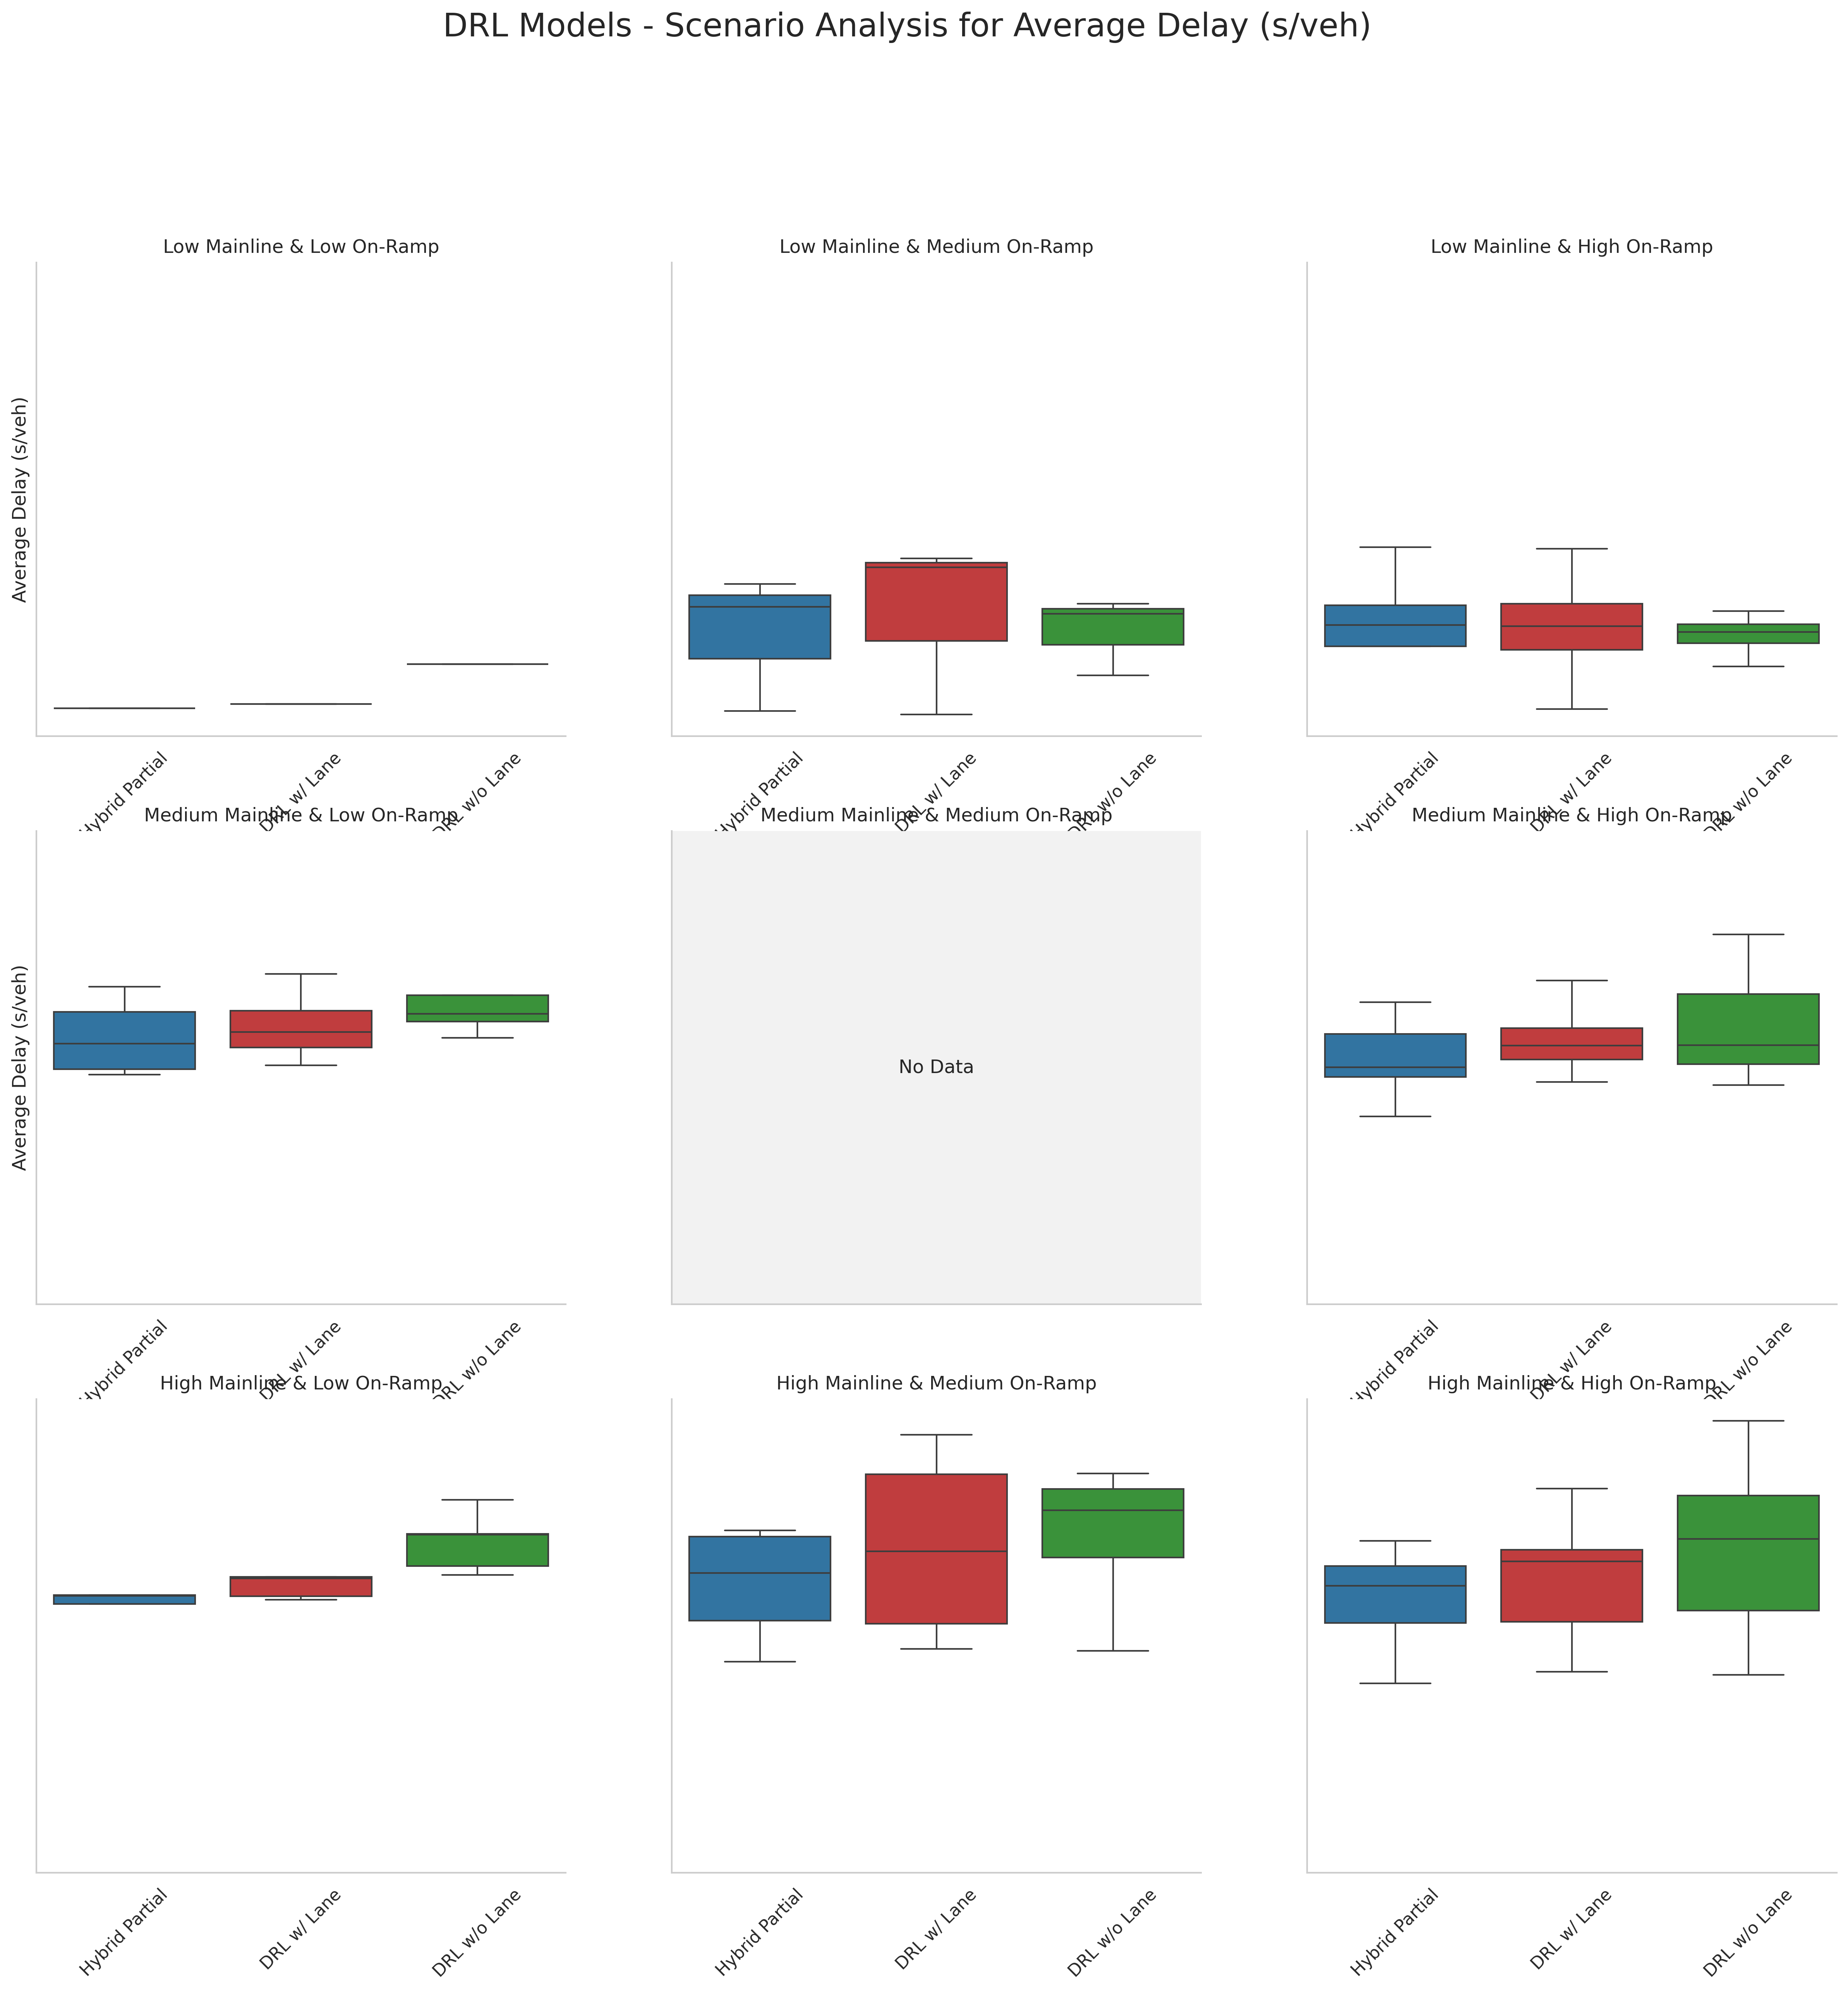 DRL Models - Scenario Analysis for Average Delay (s/veh)
Low Mainline & Low On-Ramp
Low Mainline & Medium On-Ramp
Low Mainline & High On-Ramp
Average Delay (s/veh)
Hybrid Partial
DRL w/ Lane
DRL w/o Lane
Hybrid Partial
DRL w/ Lane
DRL w/o Lane
Hybrid Partial
DRL w/ Lane
DRL w/o Lane
Medium Mainline & Low On-Ramp
Medium Mainline & Medium On-Ramp
Medium Mainline & High On-Ramp
Average Delay (s/veh)
No Data
Hybrid Partial
DRL w/ Lane
DRL w/o Lane
Hybrid Partial
DRL w/ Lane
DRL w/o Lane
High Mainline & Low On-Ramp
High Mainline & Medium On-Ramp
High Mainline & High On-Ramp
Hybrid Partial
DRL w/ Lane
DRL w/o Lane
Hybrid Partial
DRL w/ Lane
DRL w/o Lane
Hybrid Partial
DRL w/ Lane
DRL w/o Lane